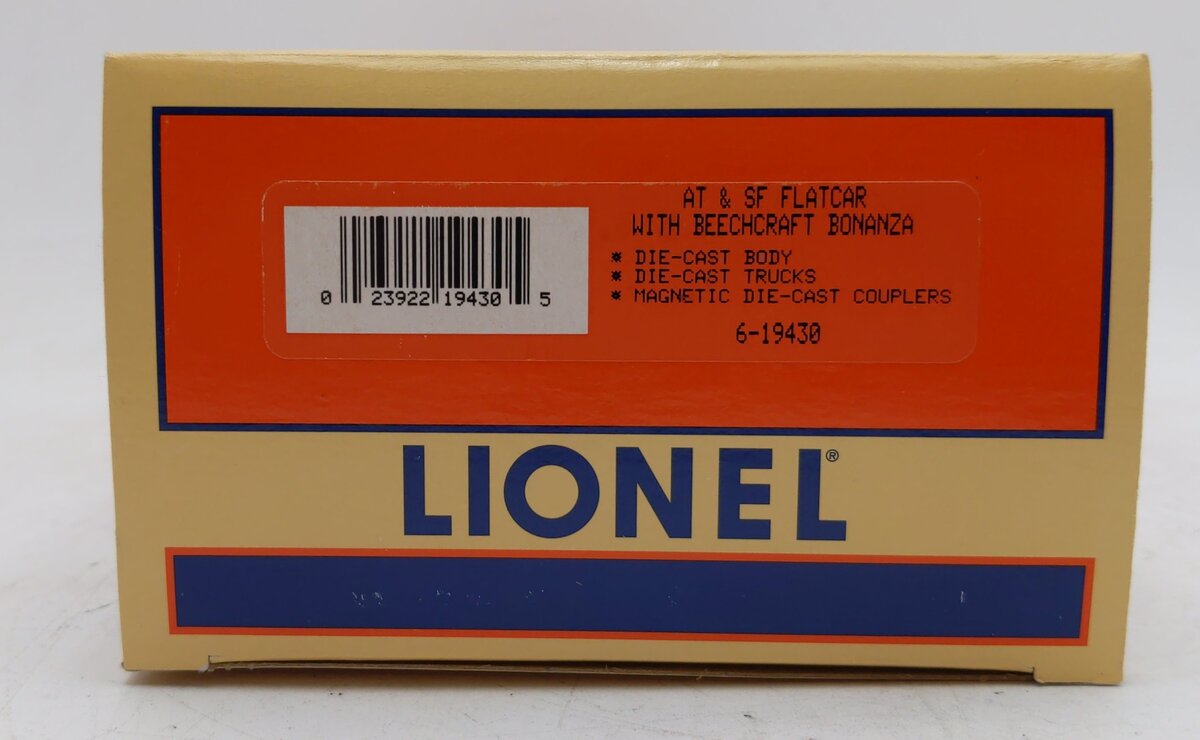 AT & SF FLATCAR
WITH BEECHCRAFT BONANZA
* DIE-CAST BODY
* DIE-CAST TRUCKS
* MAGNETIC DIE-CAST COUPLERS
6-19430
0 23922 19430 5
LIONEL®